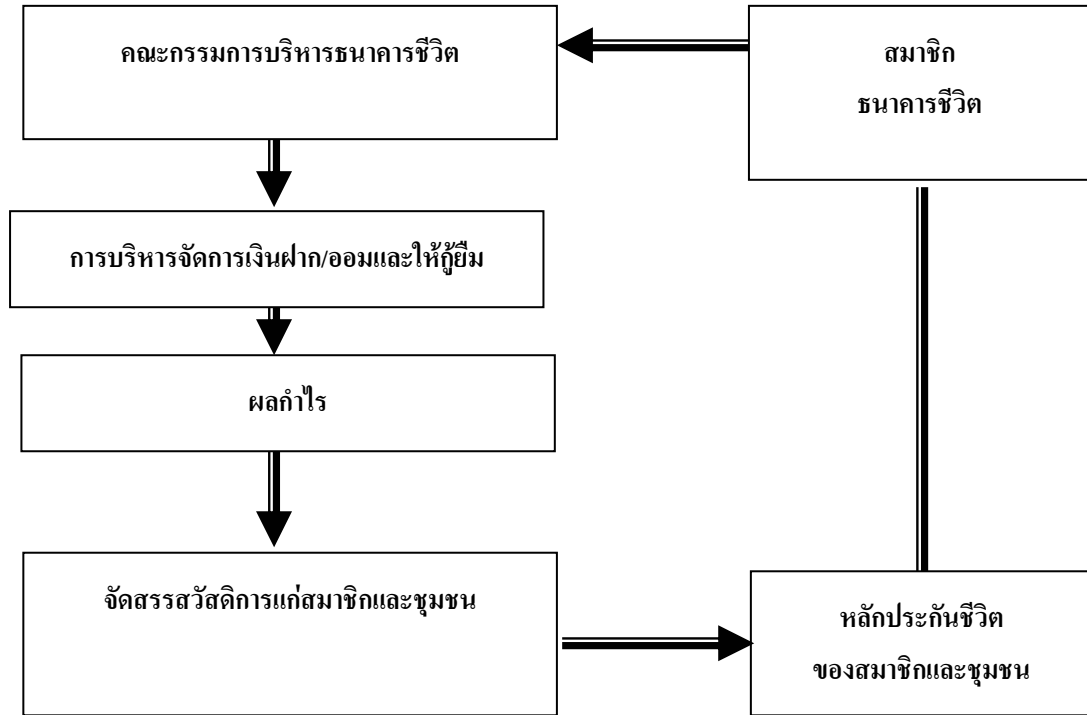 คณะกรรมการบริหารธนาคารชีวิต
สมาชิก
ธนาคารชีวิต
การบริหารจัดการเงินฝาก/ออมและให้กู้ยืม
ผลกำไร
จัดสรรสวัสดิการแก่สมาชิกและชุมชน
หลักประกันชีวิต
ของสมาชิกและชุมชน